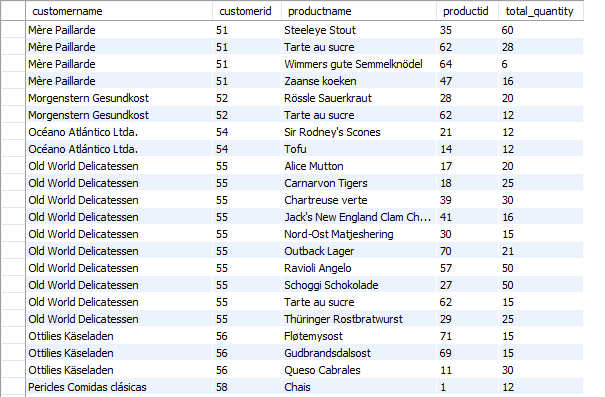 customername customerid productname productid total_quantity
Mère Paillarde 51 Steeleye Stout 35 60
Mère Paillarde 51 Tarte au sucre 62 28
Mère Paillarde 51 Wimmers gute Semmelknödel 64 6
Mère Paillarde 51 Zaanse koeken 47 16
Morgenstern Gesundkost 52 Rössle Sauerkraut 28 20
Morgenstern Gesundkost 52 Tarte au sucre 62 12
Océano Atlántico Ltda. 54 Sir Rodney's Scones 21 12
Océano Atlántico Ltda. 54 Tofu 14 12
Old World Delicatessen 55 Alice Mutton 17 20
Old World Delicatessen 55 Carnarvon Tigers 18 25
Old World Delicatessen 55 Chartreuse verte 39 30
Old World Delicatessen 55 Jack's New England Clam Ch... 41 16
Old World Delicatessen 55 Nord-Ost Matjeshering 30 15
Old World Delicatessen 55 Outback Lager 70 21
Old World Delicatessen 55 Ravioli Angelo 57 50
Old World Delicatessen 55 Schoggi Schokolade 27 50
Old World Delicatessen 55 Tarte au sucre 62 15
Old World Delicatessen 55 Thüringer Rostbratwurst 29 25
Ottilies Käseladen 56 Fløtemysost 71 15
Ottilies Käseladen 56 Gudbrandsdalsost 69 15
Ottilies Käseladen 56 Queso Cabrales 11 30
Pericles Comidas clásicas 58 Chais 1 12